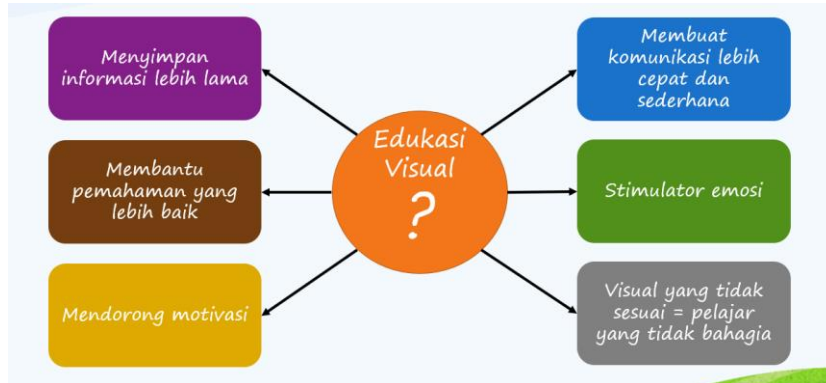 Menyimpan
informasi lebih lama
Membantu
pemahaman yang
lebih baik
Mendorong motivasi
Edukasi
Visual
?
Membuat
komunikasi lebih
cepat dan
sederhana
Stimulator emosi
Visual yang tidak
sesuai = pelajar
yang tidak bahagia